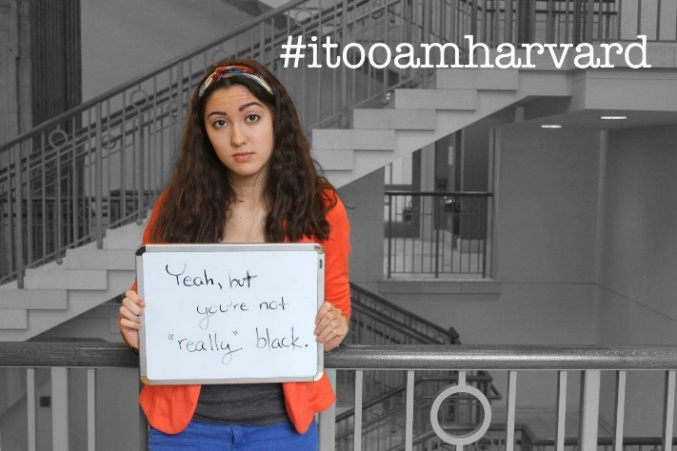 #itooamharvard
Yeah, but
you're not
"really" black.